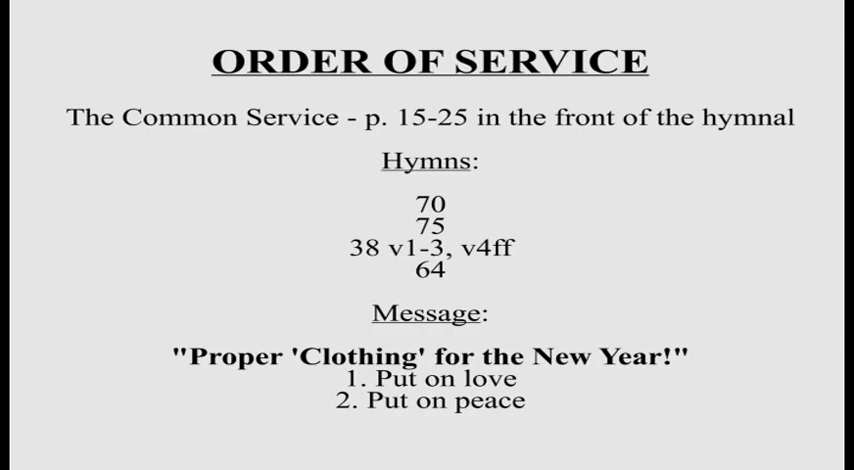 ORDER OF SERVICE
The Common Service - p. 15-25 in the front of the hymnal
Hymns:
70
75
38 v1-3, v4ff
64
Message:
"Proper 'Clothing' for the New Year!"
1. Put on love
2. Put on peace